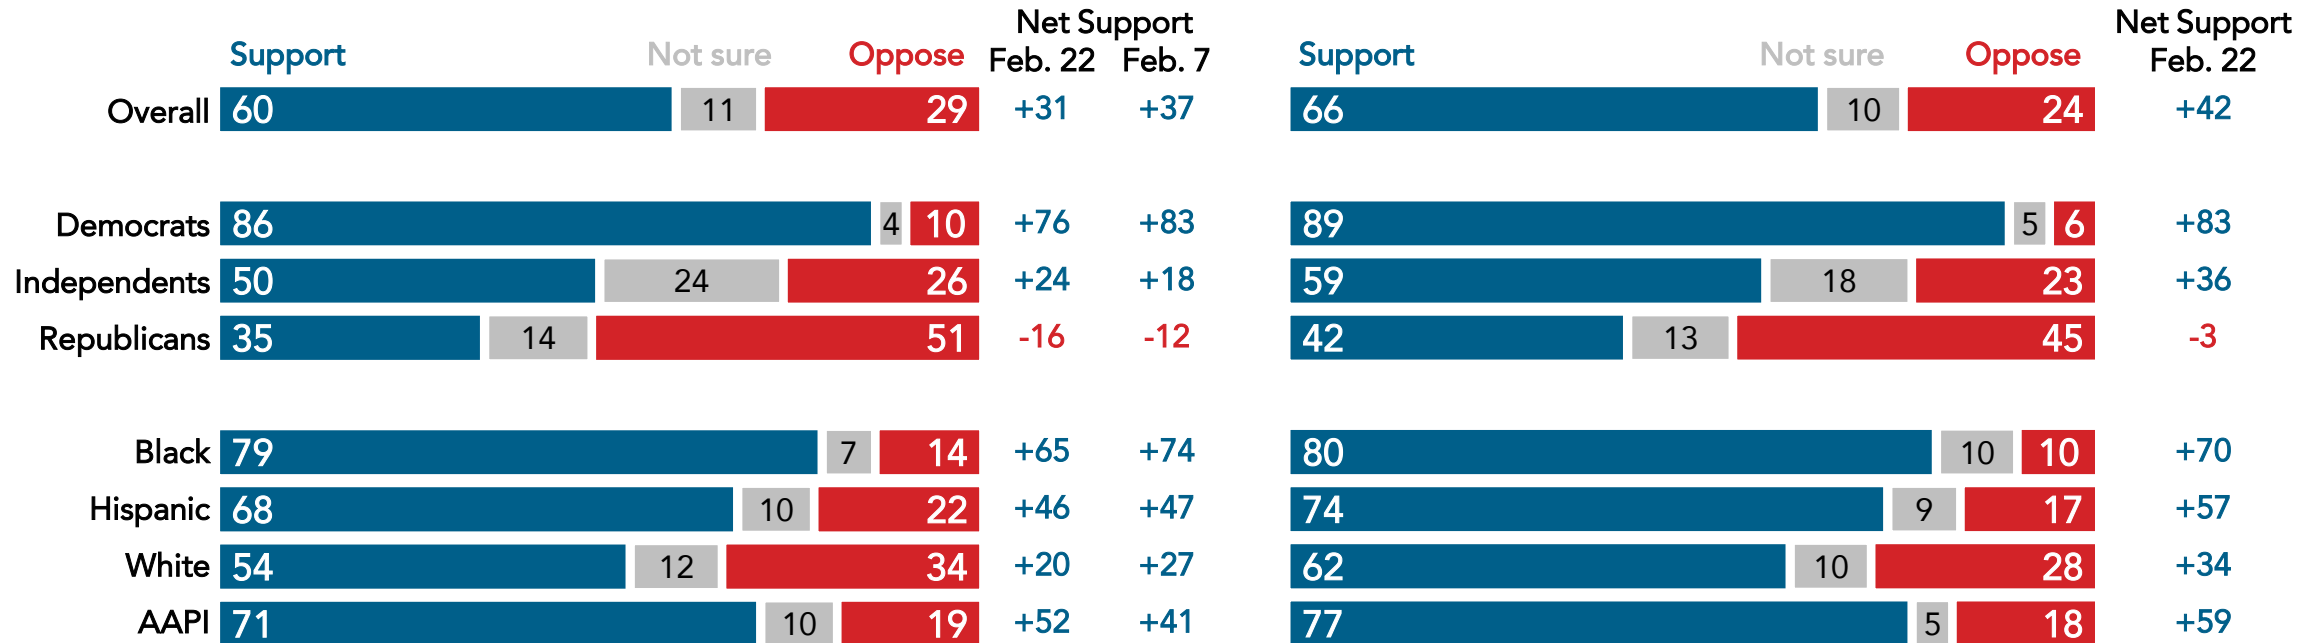 Net Support Net Support
Support Not sure Oppose Feb. 22 Feb. 7 Support Not sure Oppose Feb. 22
Overall 60 11 29 +31 +37 66 10 24 +42
Democrats 86 4 10 +76 +83 89 5 6 +83
Independents 50 24 26 +24 +18 59 18 23 +36
Republicans 35 14 51 -16 -12 42 13 45 -3
Black 79 7 14 +65 +74 80 10 10 +70
Hispanic 68 10 22 +46 +47 74 9 17 +57
White 54 12 34 +20 +27 62 10 28 +34
AAPI 71 10 19 +52 +41 77 5 18 +59